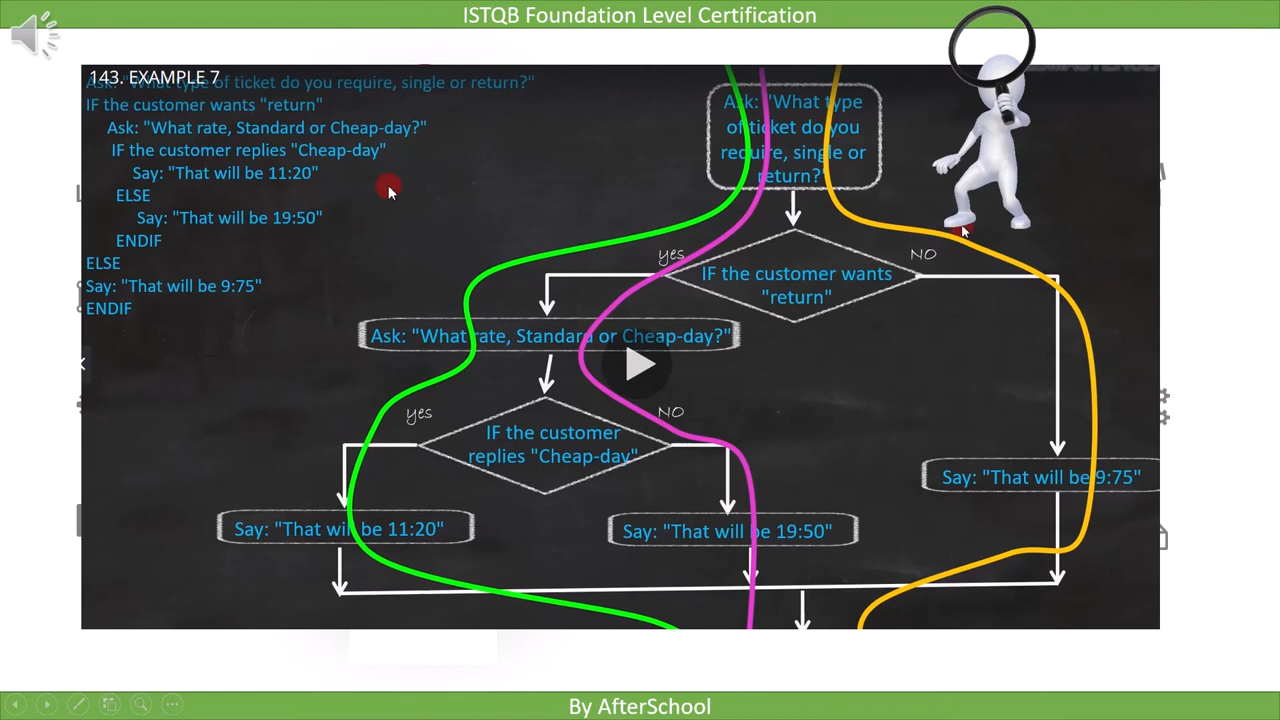 ISTQB Foundation Level Certification
143. EXAMPLE 7
Ask: "What type of ticket do you require, single or return?"
IF the customer wants "return"
Ask: "What rate, Standard or Cheap-day?"
IF the customer replies "Cheap-day"
Say: "That will be 11:20"
ELSE
Say: "That will be 19:50"
ENDIF
ELSE
Say: "That will be 9:75"
ENDIF
Ask: "What type
of ticket do you
require, single or
return?"
yes
NO
IF the customer wants
"return"
Ask: "What rate, Standard or Cheap-day?"
yes
NO
IF the customer
replies "Cheap-day"
Say: "That will be 9:75"
Say: "That will be 11:20"
Say: "That will be 19:50"
By AfterSchool